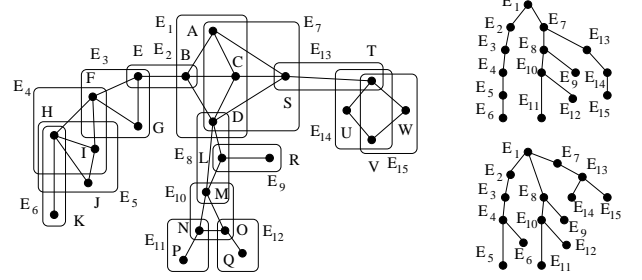 E1 E7
A
E3 E E2 B C E13 T
E4 F
H G D S U W
E14 V E15
I E8 L R
E9
J E5
E6 K E10 M
N O
E11 P Q E12
E1
E2 E7
E3 E8 E13
E4 E10 E9 E14
E5 E12 E15
E6 E11
E1
E2 E7
E13
E3 E8 E14 E15
E4 E10 E9
E6 E12
E5 E11